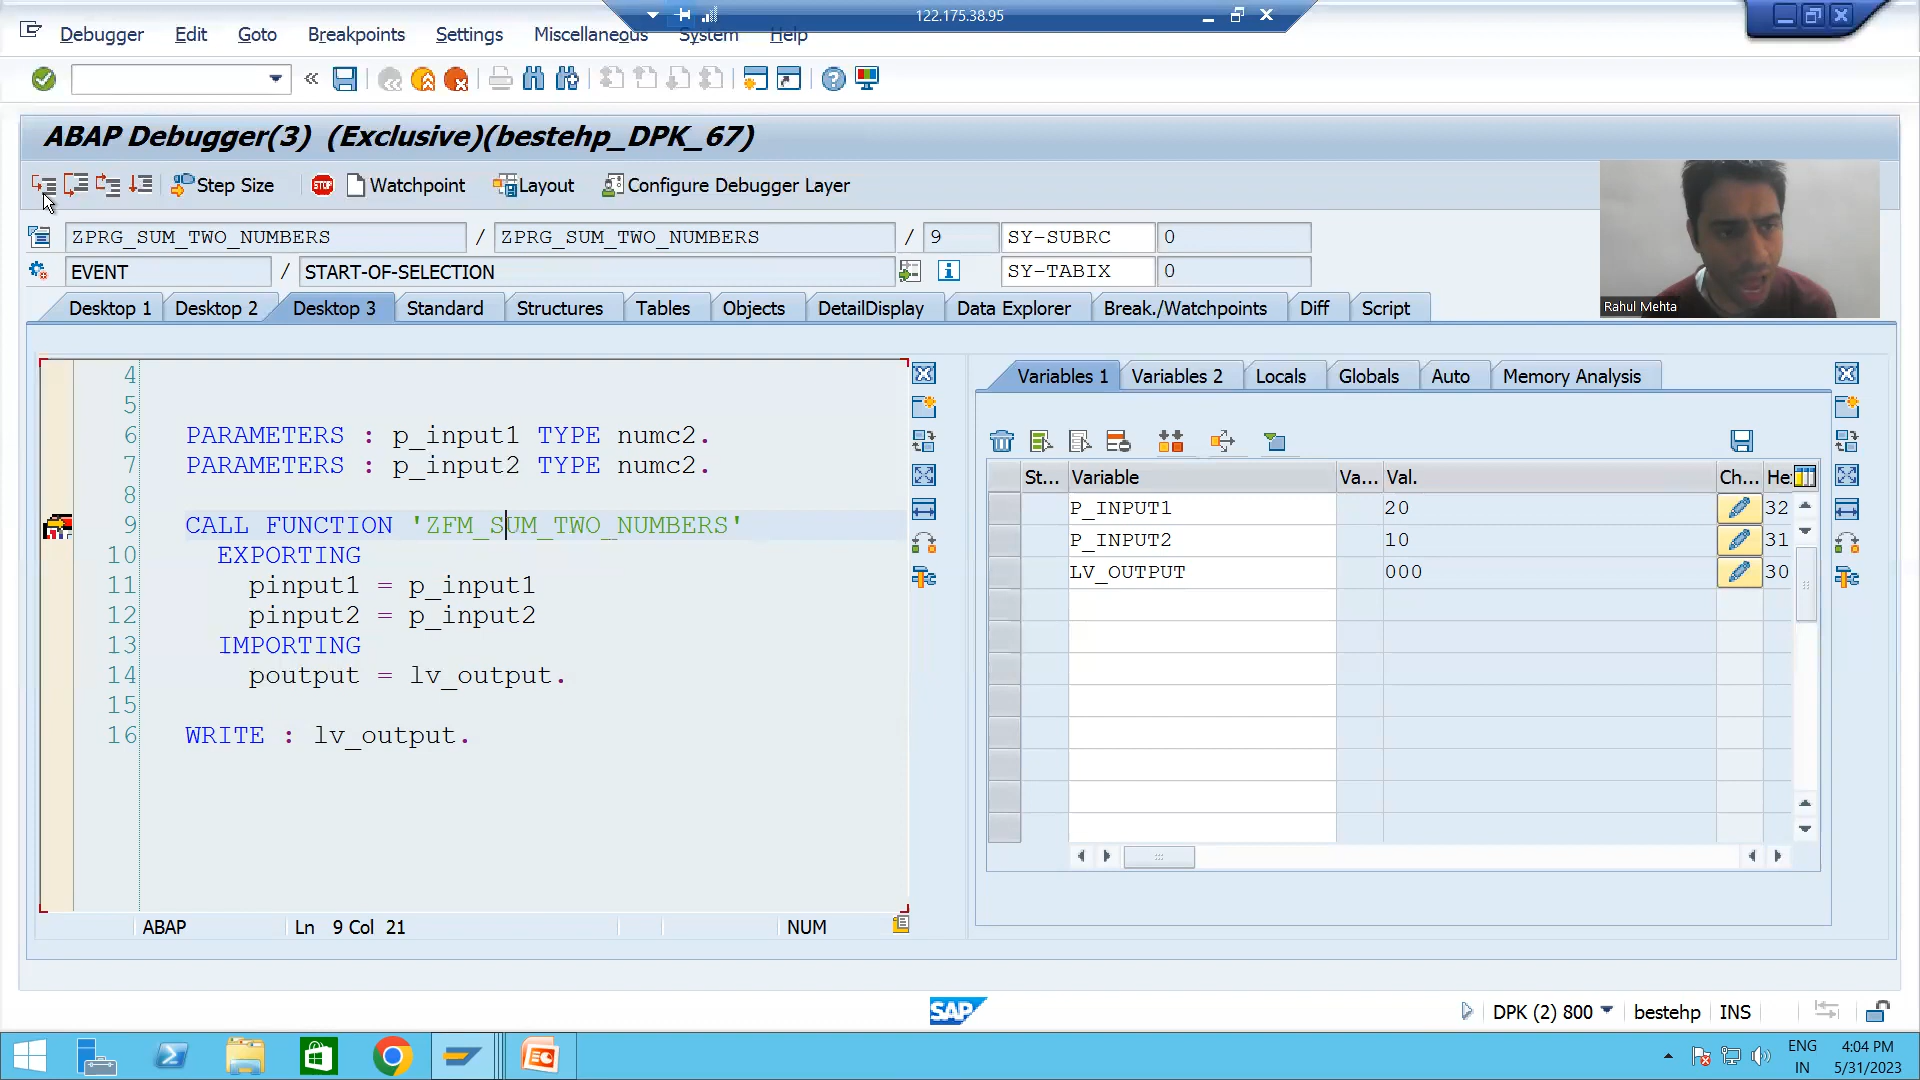 122.175.38.95
Debugger Edit Goto Breakpoints Settings Miscellaneous System Help
ABAP Debugger(3) (Exclusive)(bestehp_DPK_67)
Step Size STOP Watchpoint Layout Configure Debugger Layer
ZPRG_SUM_TWO_NUMBERS / ZPRG_SUM_TWO_NUMBERS / 9 SY-SUBRC 0
EVENT / START-OF-SELECTION SY-TABIX 0
Rahul Mehta
Desktop 1 Desktop 2 Desktop 3 Standard Structures Tables Objects DetailDisplay Data Explorer Break./Watchpoints Diff Script
4
5
6 PARAMETERS : p_input1 TYPE numc2.
7 PARAMETERS : p_input2 TYPE numc2.
8
9 CALL FUNCTION 'ZFM_SUM_TWO_NUMBERS'
10 EXPORTING
11 pinput1 = p_input1
12 pinput2 = p_input2
13 IMPORTING
14 poutput = lv_output.
15
16 WRITE : lv_output.
ABAP Ln 9 Col 21 NUM
Variables 1 Variables 2 Locals Globals Auto Memory Analysis
St... Variable Va... Val. Ch... He
P_INPUT1 20 32
P_INPUT2 10 31
LV_OUTPUT 000 30
SAP
DPK (2) 800 bestehp INS
ENG 4:04 PM
IN 5/31/2023